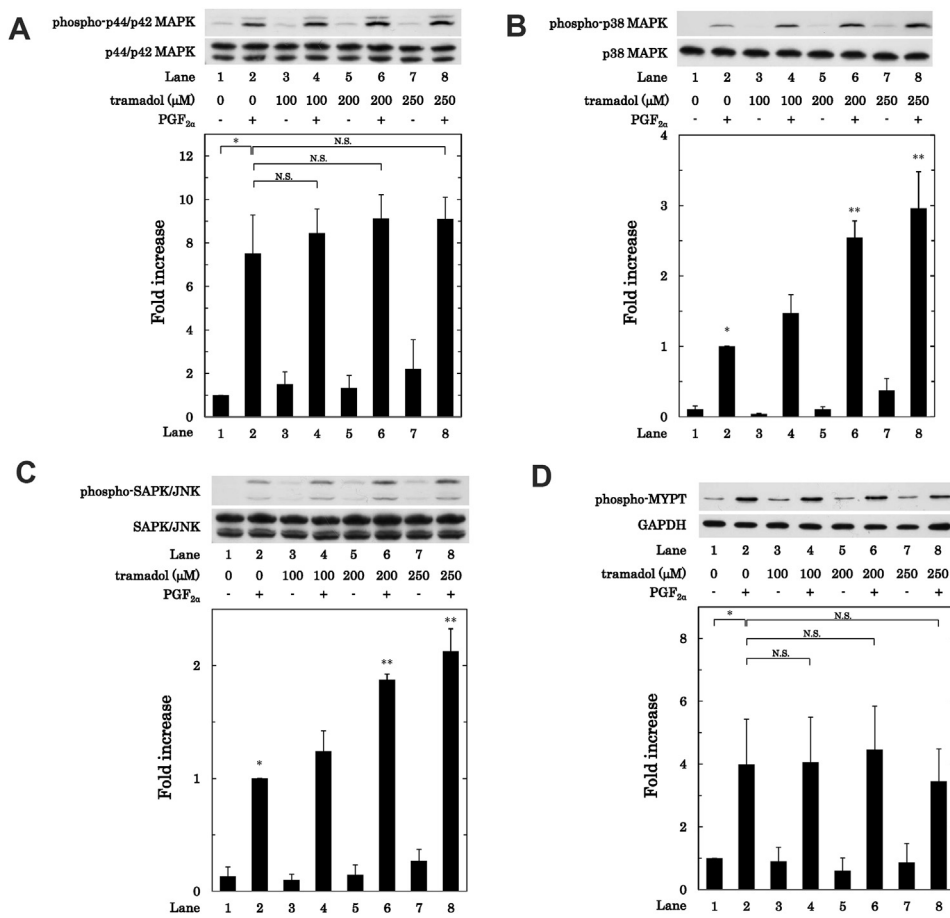 A
phospho-p44/p42 MAPK
p44/p42 MAPK
Lane 1 2 3 4 5 6 7 8
tramadol (μM) 0 0 100 100 200 200 250 250
PGF2α - + - + - + - +
* N.S.
N.S.
N.S.
12
10
8
6
4
2
0
Fold increase
Lane 1 2 3 4 5 6 7 8
B
phospho-p38 MAPK
p38 MAPK
Lane 1 2 3 4 5 6 7 8
tramadol (μM) 0 0 100 100 200 200 250 250
PGF2α - + - + - + - +
4
3
2
1
0
Fold increase
* ** **
Lane 1 2 3 4 5 6 7 8
C
phospho-SAPK/JNK
SAPK/JNK
Lane 1 2 3 4 5 6 7 8
tramadol (μM) 0 0 100 100 200 200 250 250
PGF2α - + - + - + - +
2
1
0
Fold increase
* ** **
Lane 1 2 3 4 5 6 7 8
D
phospho-MYPT
GAPDH
Lane 1 2 3 4 5 6 7 8
tramadol (μM) 0 0 100 100 200 200 250 250
PGF2α - + - + - + - +
* N.S.
N.S.
N.S.
8
6
4
2
0
Fold increase
Lane 1 2 3 4 5 6 7 8